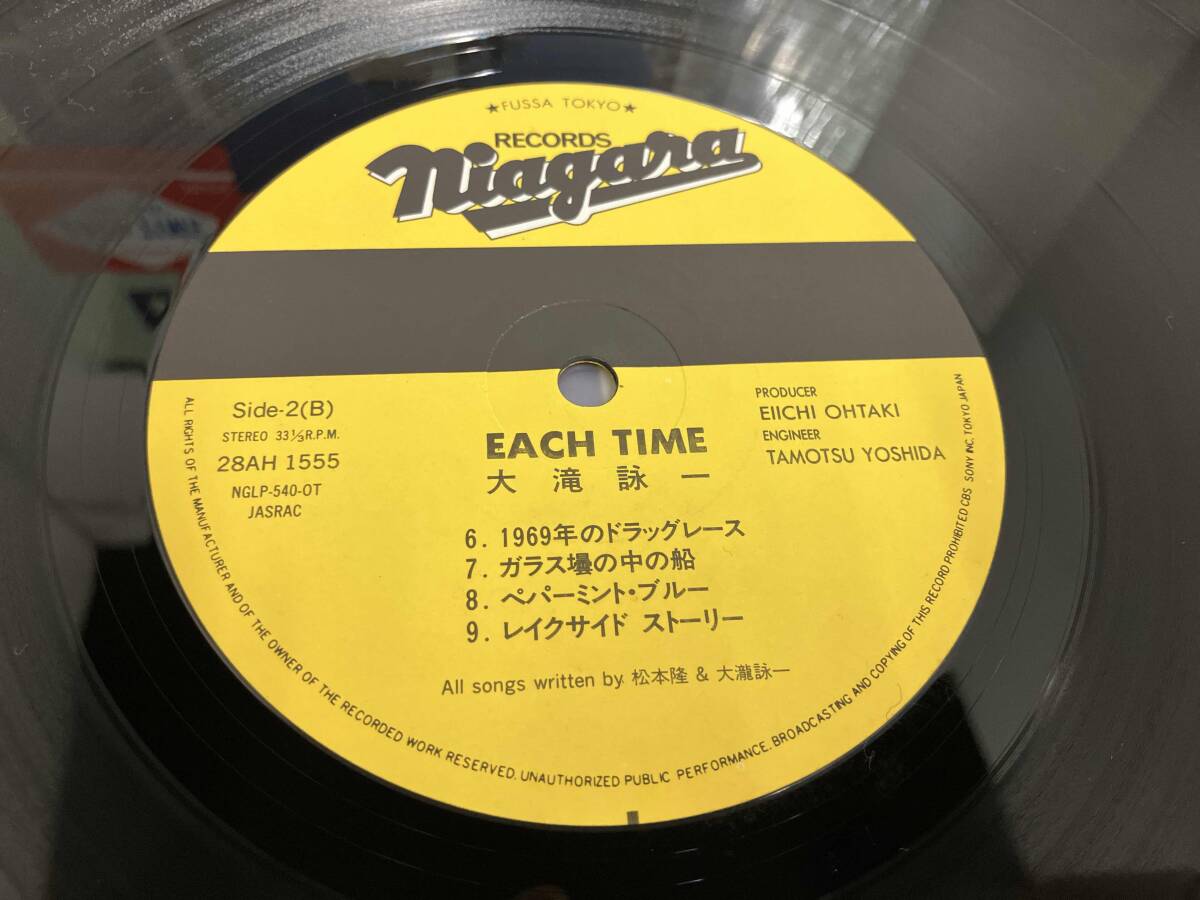 ★FUSSA TOKYO★
RECORDS
Niagara
Side-2(B)
STEREO 33⅓R.P.M.
28AH 1555
NGLP-540-OT
JASRAC
PRODUCER
EIICHI OHTAKI
ENGINEER
TAMOTSU YOSHIDA
EACH TIME
大滝詠一
6. 1969年のドラッグレース
7. ガラス壜の中の船
8. ペパーミント・ブルー
9. レイクサイド ストーリー
All songs written by 松本隆 & 大瀧詠一
ALL RIGHTS OF THE MANUFACTURER AND OF THE OWNER OF THE RECORDED WORK RESERVED. UNAUTHORIZED PUBLIC PERFORMANCE. BROADCASTING AND COPYING OF THIS RECORD PROHIBITED CBS SONY INC. TOKYO JAPAN